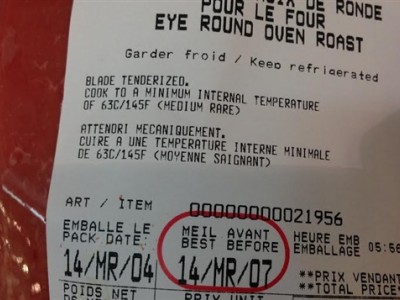 DE RONDE
POUR LE FOUR
EYE ROUND OVEN ROAST
Garder froid / Keep refrigerated
BLADE TENDERIZED.
COOK TO A MINIMUM INTERNAL TEMPERATURE
OF 63C/145F (MEDIUM RARE)
ATTENDRI MECANIQUEMENT.
CUIRE A UNE TEMPERATURE INTERNE MINIMALE
DE 63C/145F (MOYENNE SAIGNANT)
ART / ITEM 00000000021956
EMBALLE LE MEIL AVANT HEURE EMB
PACK DATE: BEST BEFORE EMBALLAGE 05:56
14/MR/04 14/MR/07 **PRIX VENDANT
**TOTAL PRICE*
POIDS NET PRIX UNIT